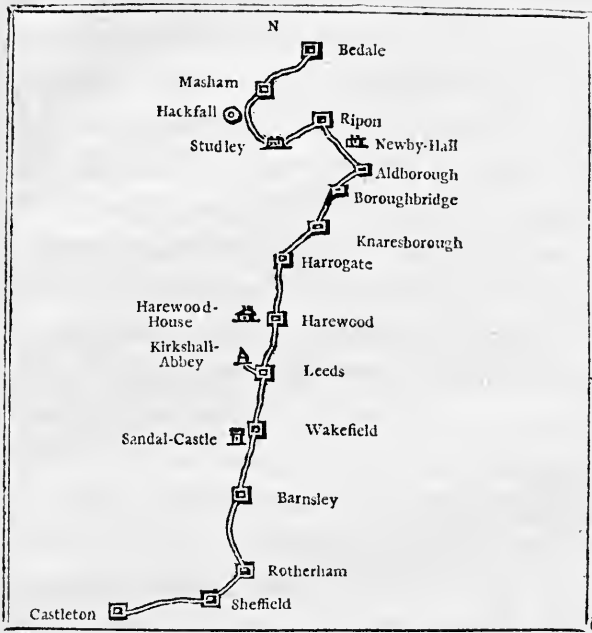 N
Bedale
Masham
Hackfall
Ripon
Studley
Newby-Hall
Aldborough
Boroughbridge
Knaresborough
Harrogate
Harewood-
House
Harewood
Kirkshall-
Abbey
Leeds
Sandal-Castle
Wakefield
Barnsley
Rotherham
Sheffield
Castleton